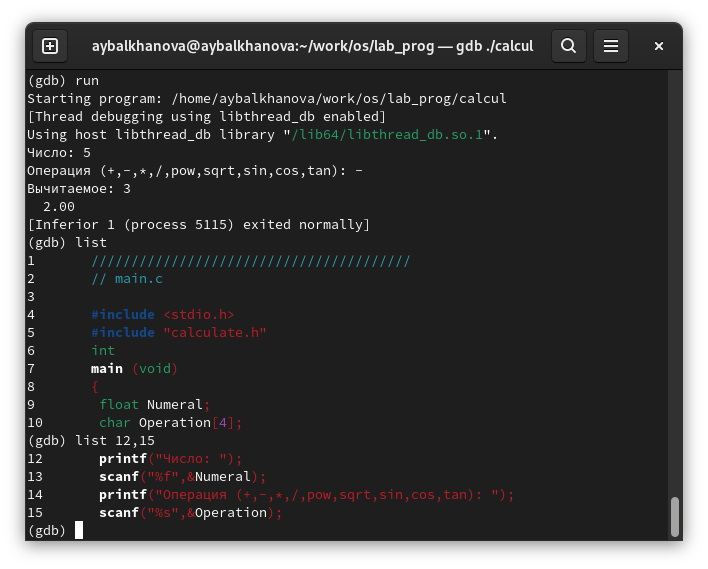 aybalkhanova@aybalkhanova:~/work/os/lab_prog — gdb ./calcul
(gdb) run
Starting program: /home/aybalkhanova/work/os/lab_prog/calcul
[Thread debugging using libthread_db enabled]
Using host libthread_db library "/lib64/libthread_db.so.1".
Число: 5
Операция (+,-,*,/,pow,sqrt,sin,cos,tan): -
Вычитаемое: 3
  2.00
[Inferior 1 (process 5115) exited normally]
(gdb) list
1       ////////////////////////////////////////
2       // main.c
3
4       #include <stdio.h>
5       #include "calculate.h"
6       int
7       main (void)
8       {
9        float Numeral;
10       char Operation[4];
(gdb) list 12,15
12       printf("Число: ");
13       scanf("%f",&Numeral);
14       printf("Операция (+,-,*,/,pow,sqrt,sin,cos,tan): ");
15       scanf("%s",&Operation);
(gdb)